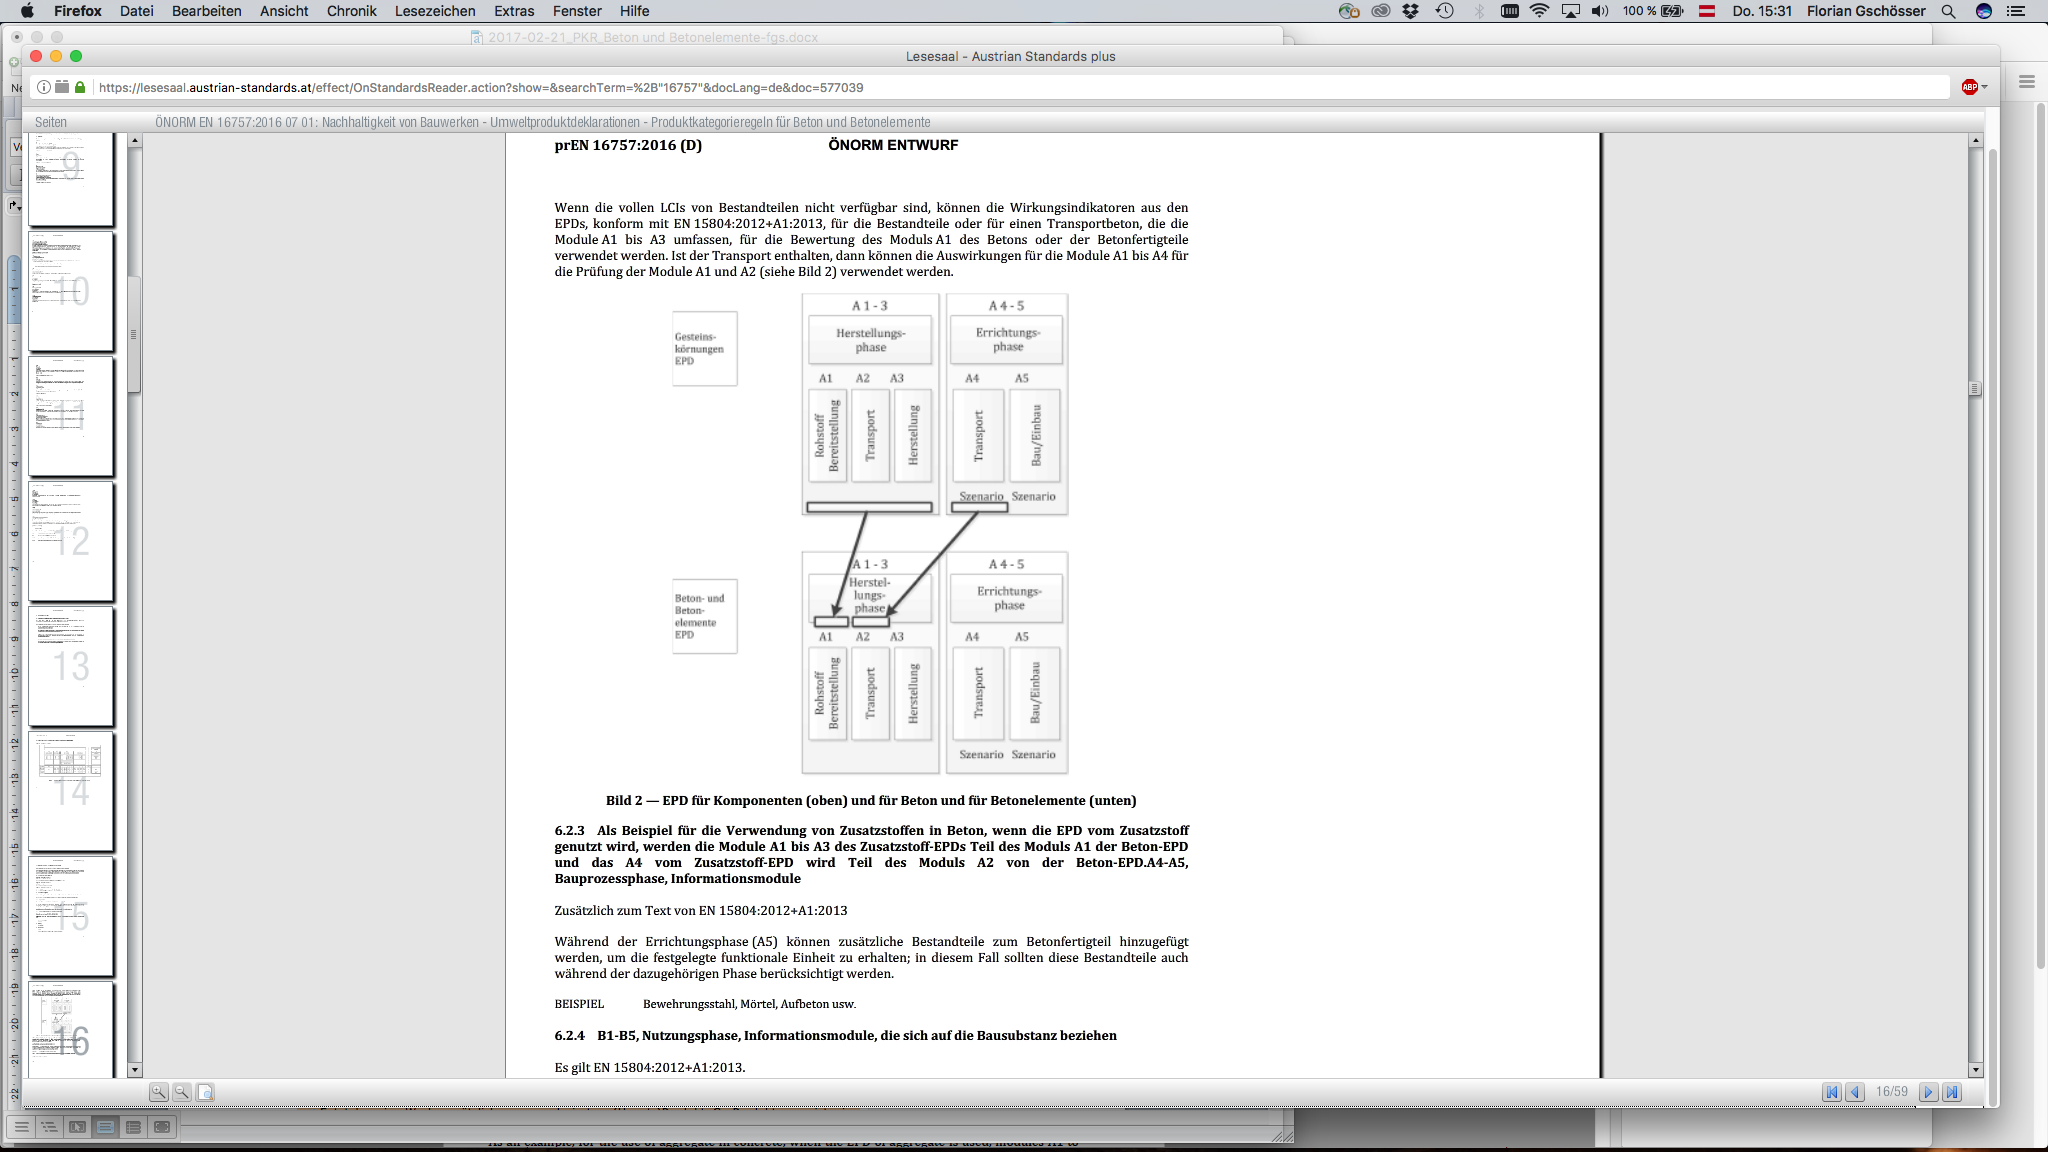 Firefox Datei Bearbeiten Ansicht Chronik Lesezeichen Extras Fenster Hilfe
100 % Do. 15:31 Florian Gschösser
2017-02-21_PKR_Beton und Betonelemente-fgs.docx
Lesesaal - Austrian Standards plus
https://lesesaal.austrian-standards.at/effect/OnStandardsReader.action?show=&searchTerm=%2B"16757"&docLang=de&doc=577039
ABP
Seiten
ÖNORM EN 16757:2016 07 01: Nachhaltigkeit von Bauwerken - Umweltproduktdeklarationen - Produktkategorieregeln für Beton und Betonelemente
9
10
11
12
13
14
15
16
prEN 16757:2016 (D)
ÖNORM ENTWURF
Wenn die vollen LCIs von Bestandteilen nicht verfügbar sind, können die Wirkungsindikatoren aus den
EPDs, konform mit EN 15804:2012+A1:2013, für die Bestandteile oder für einen Transportbeton, die die
Module A1 bis A3 umfassen, für die Bewertung des Moduls A1 des Betons oder der Betonfertigteile
verwendet werden. Ist der Transport enthalten, dann können die Auswirkungen für die Module A1 bis A4 für
die Prüfung der Module A1 und A2 (siehe Bild 2) verwendet werden.
Gesteins-
körnungen
EPD
A 1 - 3
Herstellungs-
phase
A1 A2 A3
Rohstoff
Bereitstellung
Transport
Herstellung
A 4 - 5
Errichtungs-
phase
A4 A5
Transport
Bau/Einbau
Szenario Szenario
Beton- und
Beton-
elemente
EPD
A 1 - 3
Herstel-
lungs-
phase
A1 A2 A3
Rohstoff
Bereitstellung
Transport
Herstellung
A 4 - 5
Errichtungs-
phase
A4 A5
Transport
Bau/Einbau
Szenario Szenario
Bild 2 — EPD für Komponenten (oben) und für Beton und für Betonelemente (unten)
6.2.3 Als Beispiel für die Verwendung von Zusatzstoffen in Beton, wenn die EPD vom Zusatzstoff
genutzt wird, werden die Module A1 bis A3 des Zusatzstoff-EPDs Teil des Moduls A1 der Beton-EPD
und das A4 vom Zusatzstoff-EPD wird Teil des Moduls A2 von der Beton-EPD.A4-A5,
Bauprozessphase, Informationsmodule
Zusätzlich zum Text von EN 15804:2012+A1:2013
Während der Errichtungsphase (A5) können zusätzliche Bestandteile zum Betonfertigteil hinzugefügt
werden, um die festgelegte funktionale Einheit zu erhalten; in diesem Fall sollten diese Bestandteile auch
während der dazugehörigen Phase berücksichtigt werden.
BEISPIEL Bewehrungsstahl, Mörtel, Aufbeton usw.
6.2.4 B1-B5, Nutzungsphase, Informationsmodule, die sich auf die Bausubstanz beziehen
Es gilt EN 15804:2012+A1:2013.
16/59